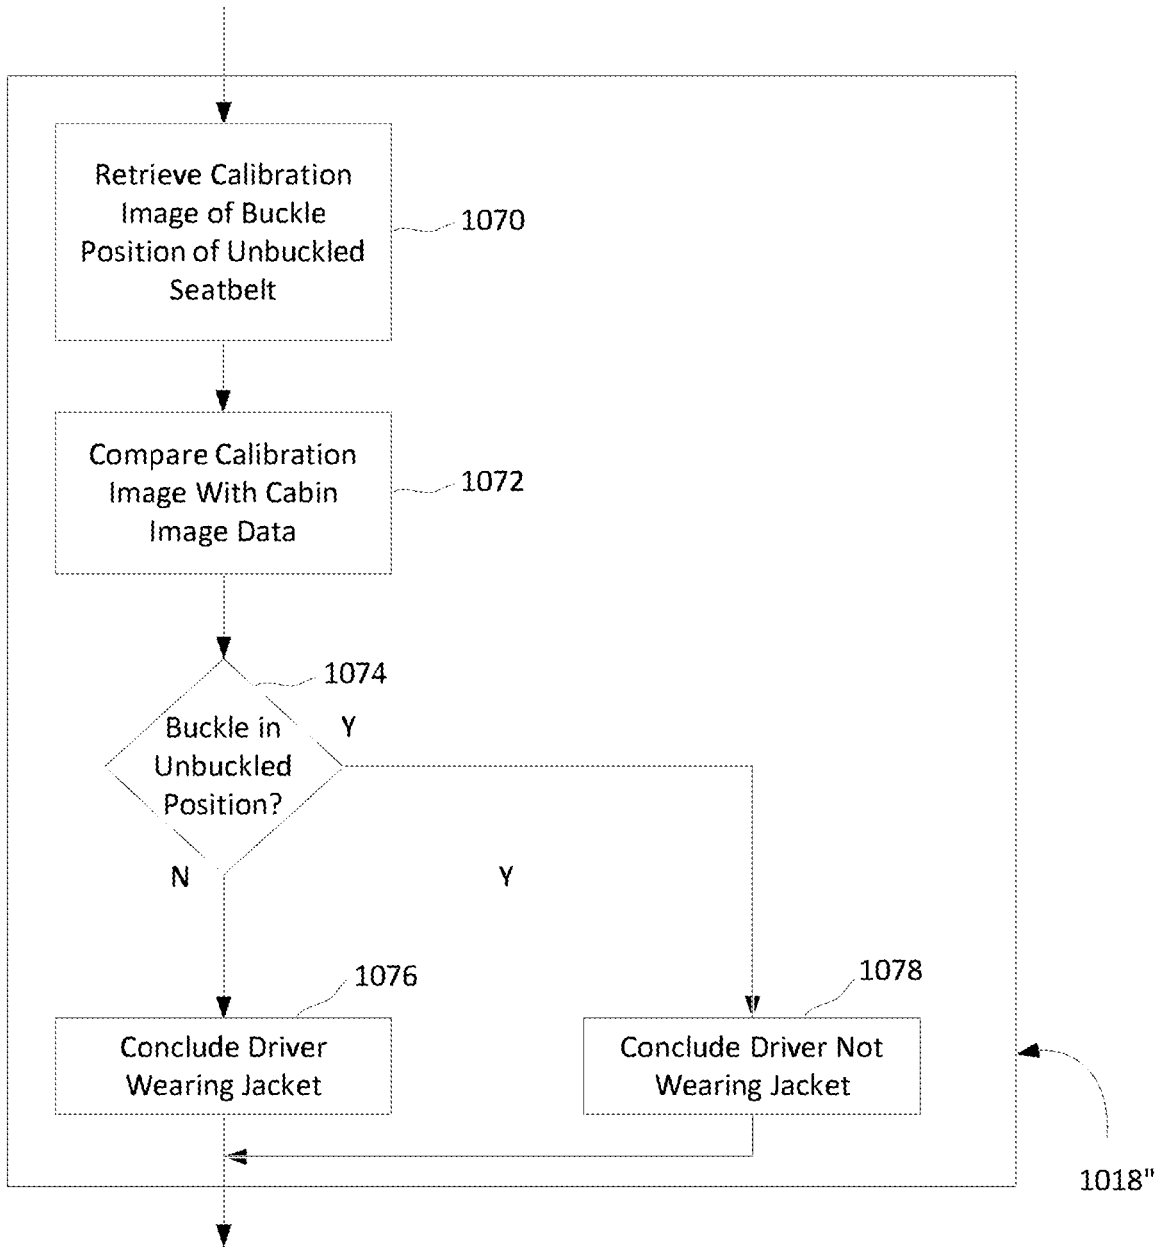 Retrieve Calibration
Image of Buckle
Position of Unbuckled
Seatbelt
1070
Compare Calibration
Image With Cabin
Image Data
1072
1074
Buckle in
Unbuckled
Position?
Y
N
Y
1076
1078
Conclude Driver
Wearing Jacket
Conclude Driver Not
Wearing Jacket
1018"